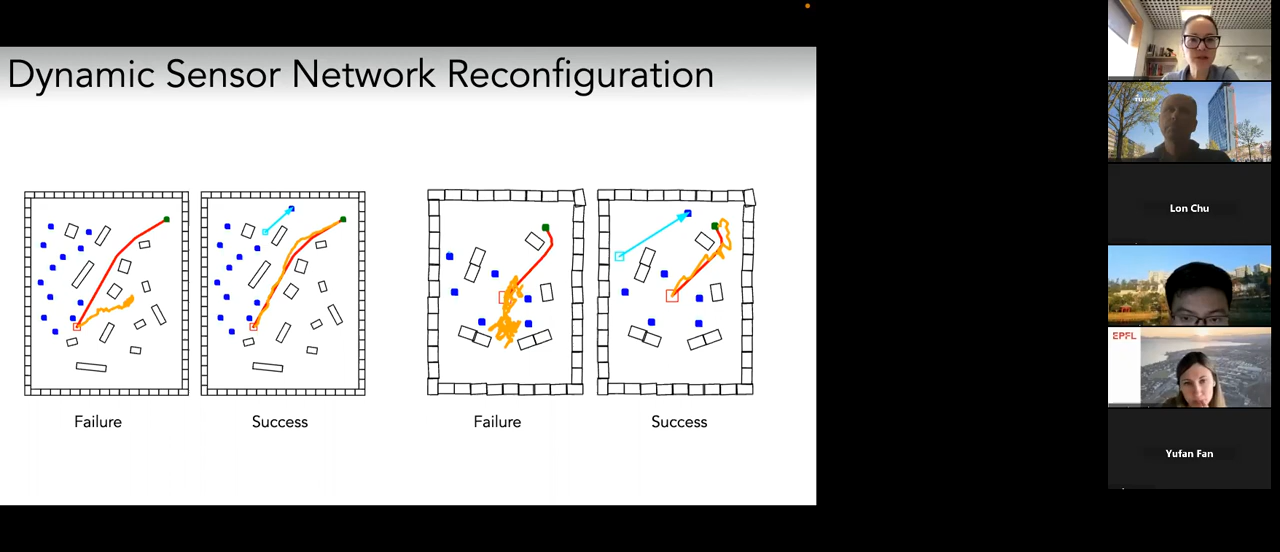 Dynamic Sensor Network Reconfiguration
Failure
Success
Failure
Success
Lon Chu
EPFL
Yufan Fan